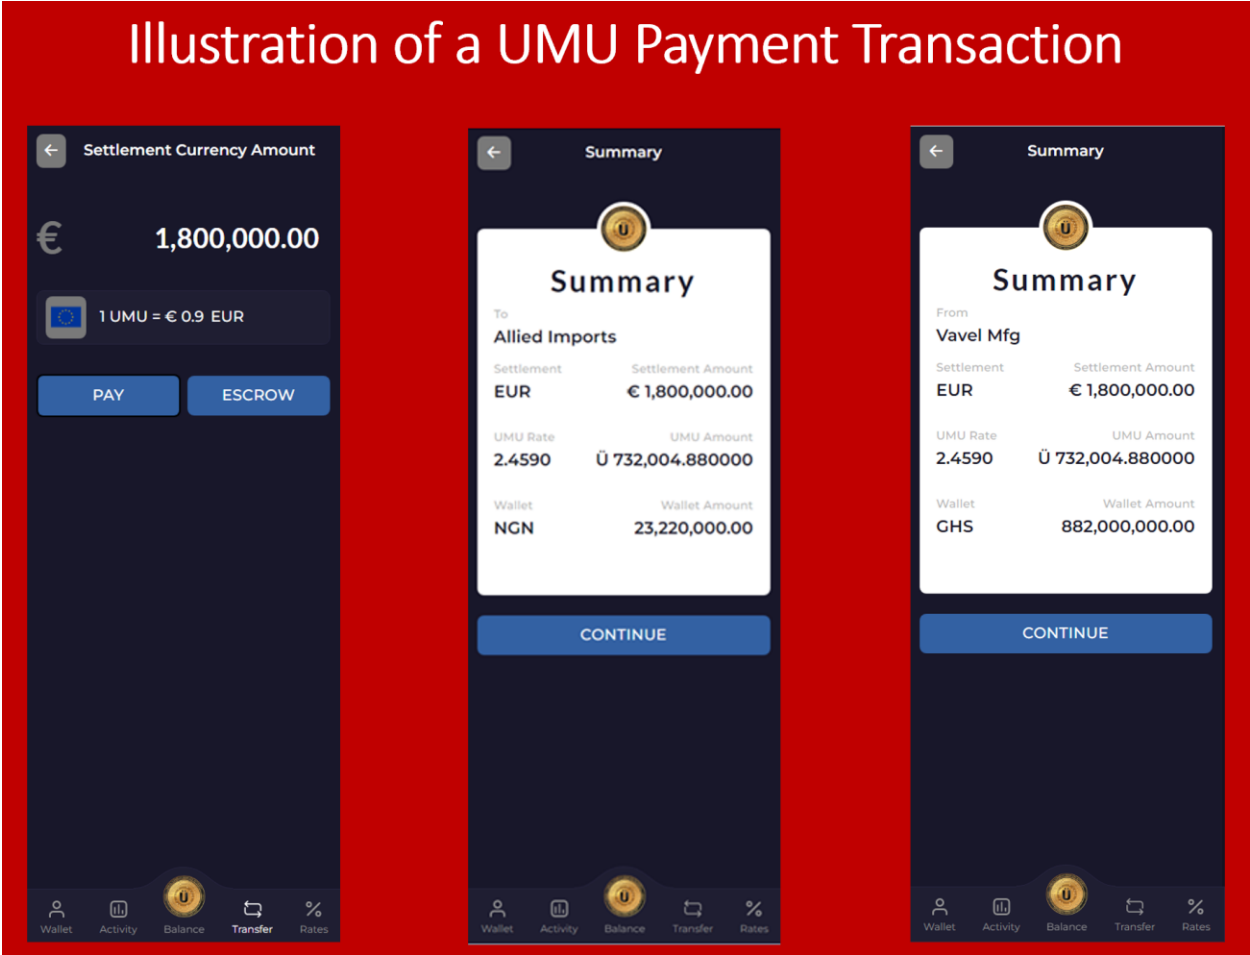 Illustration of a UMU Payment Transaction
Settlement Currency Amount
€ 1,800,000.00
1 UMU = € 0.9 EUR
PAY ESCROW
Wallet Activity Balance Transfer Rates
Summary
Ü
Summary
To
Allied Imports
Settlement Settlement Amount
EUR € 1,800,000.00
UMU Rate UMU Amount
2.4590 Ü 732,004.880000
Wallet Wallet Amount
NGN 23,220,000.00
CONTINUE
Ü
Wallet Activity Balance Transfer Rates
Summary
Ü
Summary
From
Vavel Mfg
Settlement Settlement Amount
EUR € 1,800,000.00
UMU Rate UMU Amount
2.4590 Ü 732,004.880000
Wallet Wallet Amount
GHS 882,000,000.00
CONTINUE
Ü
Wallet Activity Balance Transfer Rates